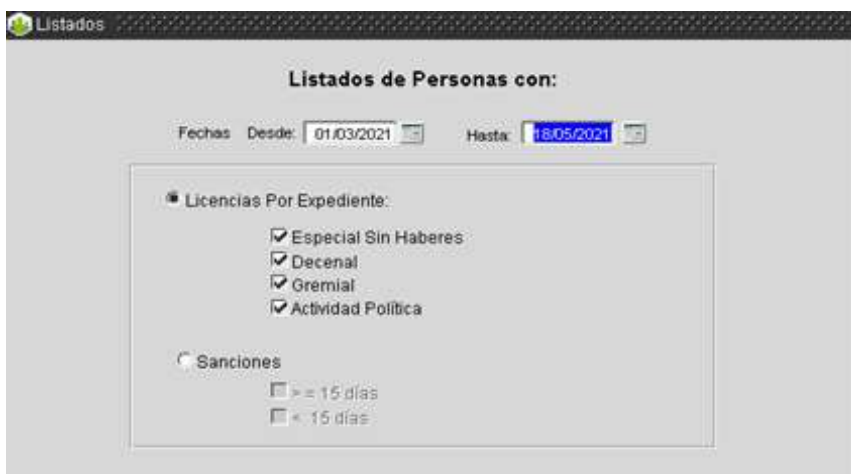 Listados
Listados de Personas con:
Fechas Desde: 01/03/2021 Hasta: 18/05/2021
Licencias Por Expediente:
Especial Sin Haberes
Decenal
Gremial
Actividad Política
Sanciones
> = 15 días
< 15 días